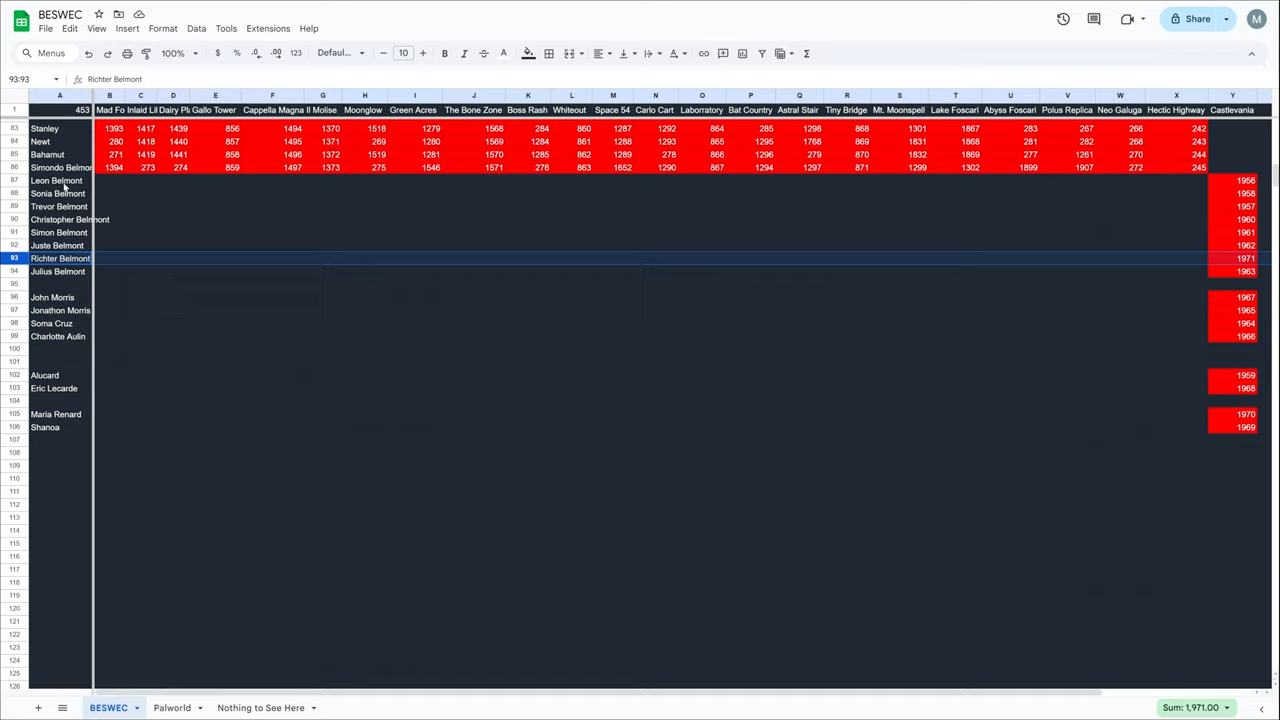 BESWEC
File Edit View Insert Format Data Tools Extensions Help
Share
M
Menus 100% $ % .0 .00 123 Defaul... 10 B I A
93:93 fx Richter Belmont
A B C D E F G H I J K L M N O P Q R S T U V W X Y
1 453 Mad Fo Inlaid Lil Dairy Pla Gallo Tower Cappella Magna II Molise Moonglow Green Acres The Bone Zone Boss Rash Whiteout Space 54 Carlo Cart Laborratory Bat Country Astral Stair Tiny Bridge Mt. Moonspell Lake Foscari Abyss Foscari Polus Replica Neo Galuga Hectic Highway Castlevania
83 Stanley 1393 1417 1439 856 1494 1370 1518 1279 1568 284 860 1287 1292 864 285 1298 868 1301 1867 283 267 266 242
84 Newt 280 1418 1440 857 1495 1371 269 1280 1569 1284 861 1288 1293 865 1295 1768 869 1831 1868 281 282 268 243
85 Bahamut 271 1419 1441 858 1496 1372 1519 1281 1570 1285 862 1289 278 866 1296 279 870 1832 1869 277 1261 270 244
86 Simondo Belmon 1394 273 274 859 1497 1373 275 1546 1571 276 863 1652 1290 867 1294 1297 871 1299 1302 1899 1907 272 245
87 Leon Belmont 1956
88 Sonia Belmont 1958
89 Trevor Belmont 1957
90 Christopher Belmont 1960
91 Simon Belmont 1961
92 Juste Belmont 1962
93 Richter Belmont 1971
94 Julius Belmont 1963
95
96 John Morris 1967
97 Jonathon Morris 1965
98 Soma Cruz 1964
99 Charlotte Aulin 1966
100
101
102 Alucard 1959
103 Eric Lecarde 1968
104
105 Maria Renard 1970
106 Shanoa 1969
107
108
109
110
111
112
113
114
115
116
117
118
119
120
121
122
123
124
125
126
BESWEC Palworld Nothing to See Here Sum: 1,971.00